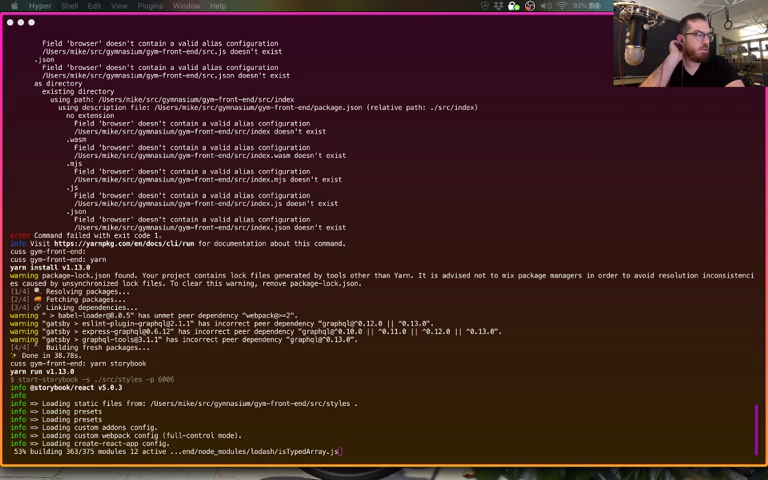 Hyper Shell Edit View Plugins Window Help 92%
Field 'browser' doesn't contain a valid alias configuration
/Users/mike/src/gymnasium/gym-front-end/src.js doesn't exist
.json
Field 'browser' doesn't contain a valid alias configuration
/Users/mike/src/gymnasium/gym-front-end/src.json doesn't exist
as directory
existing directory
using path: /Users/mike/src/gymnasium/gym-front-end/src/index
using description file: /Users/mike/src/gymnasium/gym-front-end/package.json (relative path: ./src/index)
no extension
Field 'browser' doesn't contain a valid alias configuration
/Users/mike/src/gymnasium/gym-front-end/src/index doesn't exist
.wasm
Field 'browser' doesn't contain a valid alias configuration
/Users/mike/src/gymnasium/gym-front-end/src/index.wasm doesn't exist
.mjs
Field 'browser' doesn't contain a valid alias configuration
/Users/mike/src/gymnasium/gym-front-end/src/index.mjs doesn't exist
.js
Field 'browser' doesn't contain a valid alias configuration
/Users/mike/src/gymnasium/gym-front-end/src/index.js doesn't exist
.json
Field 'browser' doesn't contain a valid alias configuration
/Users/mike/src/gymnasium/gym-front-end/src/index.json doesn't exist
error Command failed with exit code 1.
info Visit https://yarnpkg.com/en/docs/cli/run for documentation about this command.
cuss gym-front-end:
cuss gym-front-end: yarn
yarn install v1.13.0
warning package-lock.json found. Your project contains lock files generated by tools other than Yarn. It is advised not to mix package managers in order to avoid resolution inconsistenci
es caused by unsynchronized lock files. To clear this warning, remove package-lock.json.
[1/4] Resolving packages...
[2/4] Fetching packages...
[3/4] Linking dependencies...
warning " > babel-loader@8.0.5" has unmet peer dependency "webpack@>=2".
warning "gatsby > eslint-plugin-graphql@2.1.1" has incorrect peer dependency "graphql@^0.12.0 || ^0.13.0".
warning "gatsby > express-graphql@0.6.12" has incorrect peer dependency "graphql@^0.10.0 || ^0.11.0 || ^0.12.0 || ^0.13.0".
warning "gatsby > graphql-tools@3.1.1" has incorrect peer dependency "graphql@^0.13.0".
[4/4] Building fresh packages...
Done in 38.78s.
cuss gym-front-end: yarn storybook
yarn run v1.13.0
$ start-storybook -s ./src/styles -p 6006
info @storybook/react v5.0.3
info
info => Loading static files from: /Users/mike/src/gymnasium/gym-front-end/src/styles .
info => Loading presets
info => Loading presets
info => Loading custom addons config.
info => Loading custom webpack config (full-control mode).
info => Loading create-react-app config.
53% building 363/375 modules 12 active ...end/node_modules/lodash/isTypedArray.js